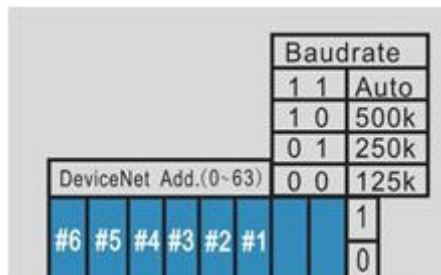 Baudrate
1 1 Auto
1 0 500k
0 1 250k
DeviceNet Add.(0~63) 0 0 125k
#6 #5 #4 #3 #2 #1 1
0